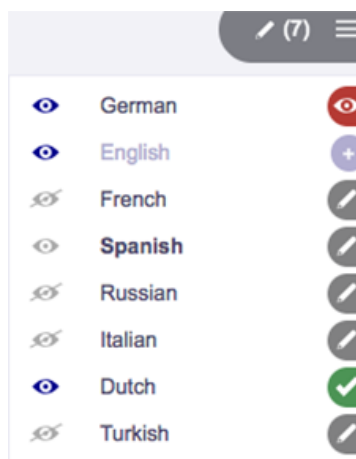 (7)
German
English
French
Spanish
Russian
Italian
Dutch
Turkish